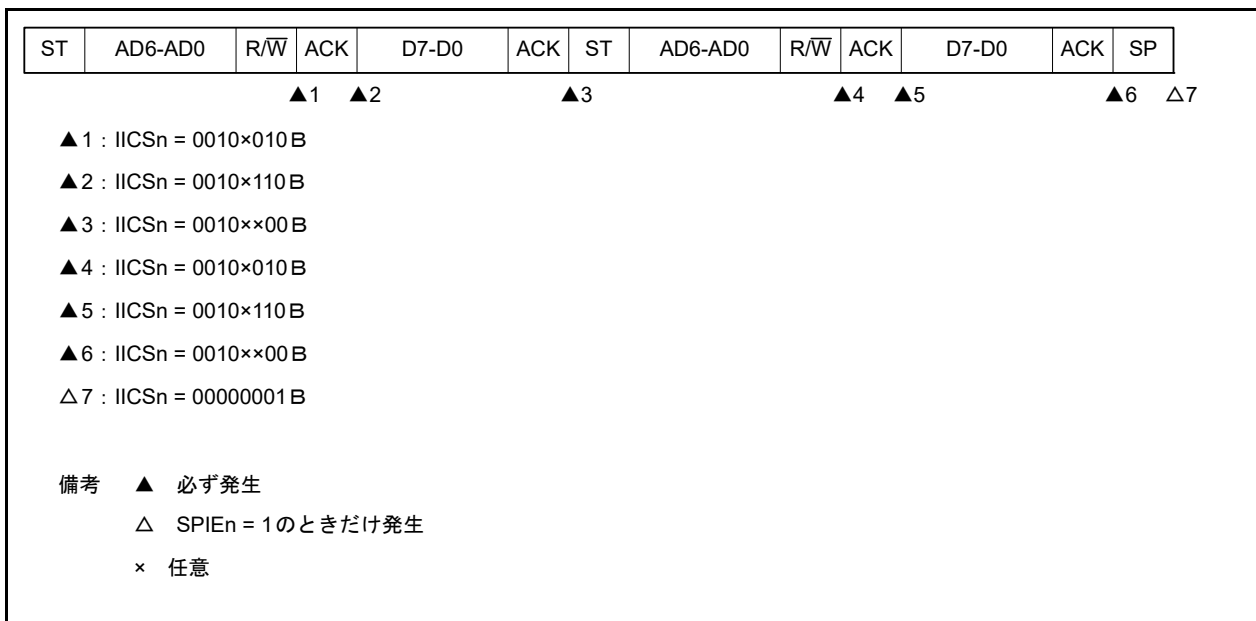 ST AD6-AD0 R/W̅ ACK D7-D0 ACK ST AD6-AD0 R/W̅ ACK D7-D0 ACK SP
▲1 ▲2 ▲3 ▲4 ▲5 ▲6 △7
▲1：IICSn = 0010×010B
▲2：IICSn = 0010×110B
▲3：IICSn = 0010××00B
▲4：IICSn = 0010×010B
▲5：IICSn = 0010×110B
▲6：IICSn = 0010××00B
△7：IICSn = 00000001B
備考 ▲ 必ず発生
△ SPIEn = 1のときだけ発生
× 任意